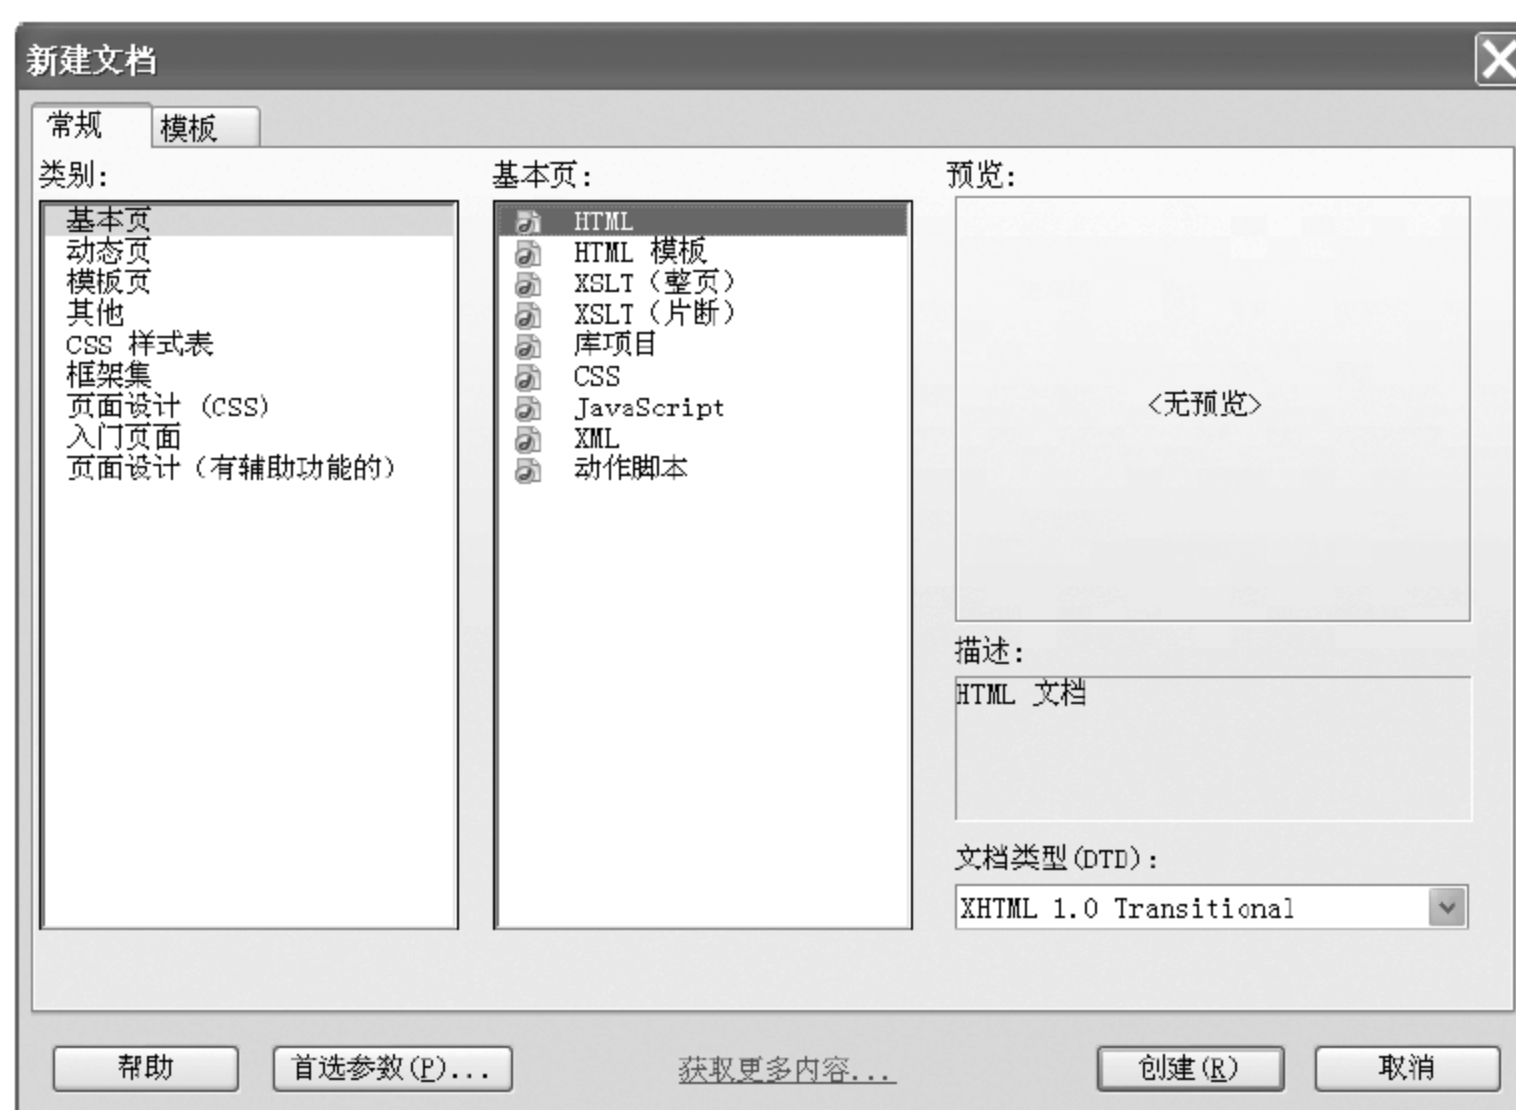 新建文档
常规 模板
类别:
基本页
动态页
模板页
其他
CSS 样式表
框架集
页面设计 (CSS)
入门页面
页面设计（有辅助功能的）
基本页:
HTML
HTML 模板
XSLT（整页）
XSLT（片断）
库项目
CSS
JavaScript
XML
动作脚本
预览:
<无预览>
描述:
HTML 文档
文档类型(DTD):
XHTML 1.0 Transitional
帮助 首选参数(P)... 获取更多内容... 创建(R) 取消